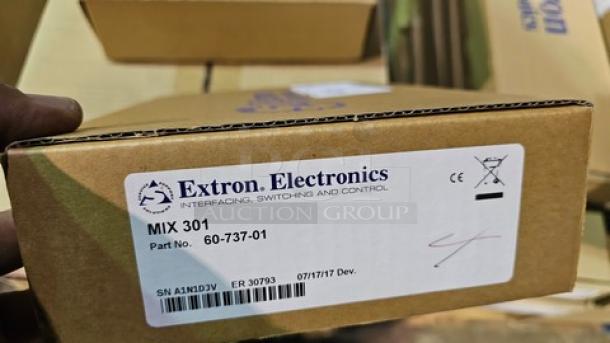 Extron® Electronics
INTERFACING, SWITCHING AND CONTROL
AUCTION GROUP
MIX 301
Part No. 60-737-01
SN A1N1D3V ER 30793 07/17/17 Dev.
CE